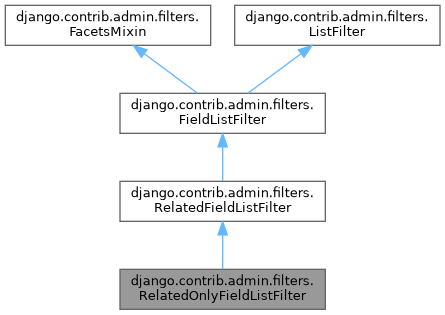 django.contrib.admin.filters.
FacetsMixin
django.contrib.admin.filters.
ListFilter
django.contrib.admin.filters.
FieldListFilter
django.contrib.admin.filters.
RelatedFieldListFilter
django.contrib.admin.filters.
RelatedOnlyFieldListFilter